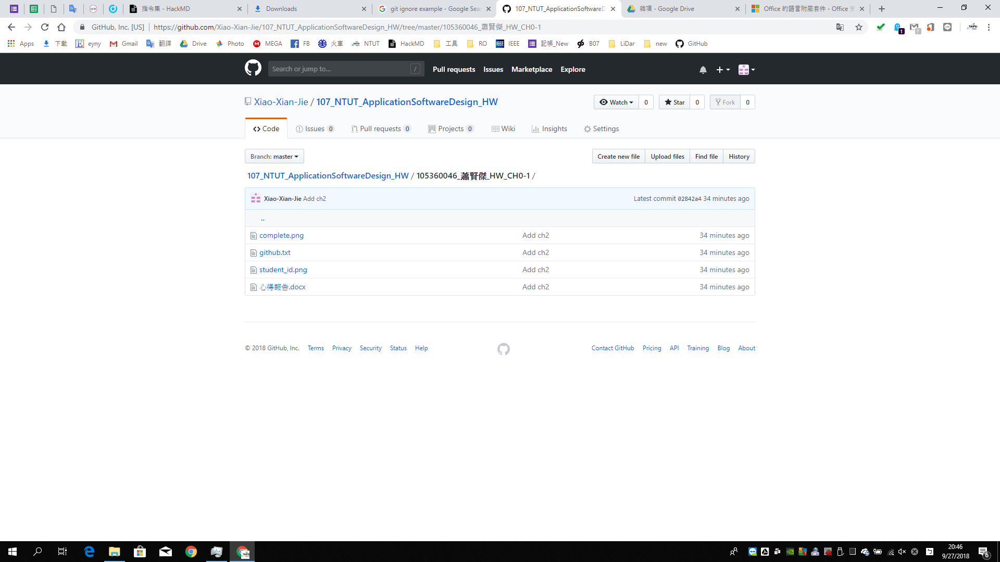 指令集 - HackMD
Downloads
git ignore example - Google Sea
107_NTUT_ApplicationSoftwareD
雜項 - Google Drive
Office 的語言附屬套件 - Office 支
GitHub, Inc. [US]
https://github.com/Xiao-Xian-Jie/107_NTUT_ApplicationSoftwareDesign_HW/tree/master/105360046_蕭賢傑_HW_CH0-1
Apps 下載 eyny Gmail 翻譯 Drive Photo MEGA FB 火車 NTUT HackMD 工具 RO IEEE 記帳_New B07 LiDar new GitHub
Search or jump to... /
Pull requests Issues Marketplace Explore
Xiao-Xian-Jie / 107_NTUT_ApplicationSoftwareDesign_HW
Watch 0 Star 0 Fork 0
Code Issues 0 Pull requests 0 Projects 0 Wiki Insights Settings
Branch: master
Create new file Upload files Find file History
107_NTUT_ApplicationSoftwareDesign_HW / 105360046_蕭賢傑_HW_CH0-1 /
Xiao-Xian-Jie Add ch2 Latest commit 02842a4 34 minutes ago
..
complete.png Add ch2 34 minutes ago
github.txt Add ch2 34 minutes ago
student_id.png Add ch2 34 minutes ago
心得報告.docx Add ch2 34 minutes ago
© 2018 GitHub, Inc. Terms Privacy Security Status Help
Contact GitHub Pricing API Training Blog About
20:46
9/27/2018
6